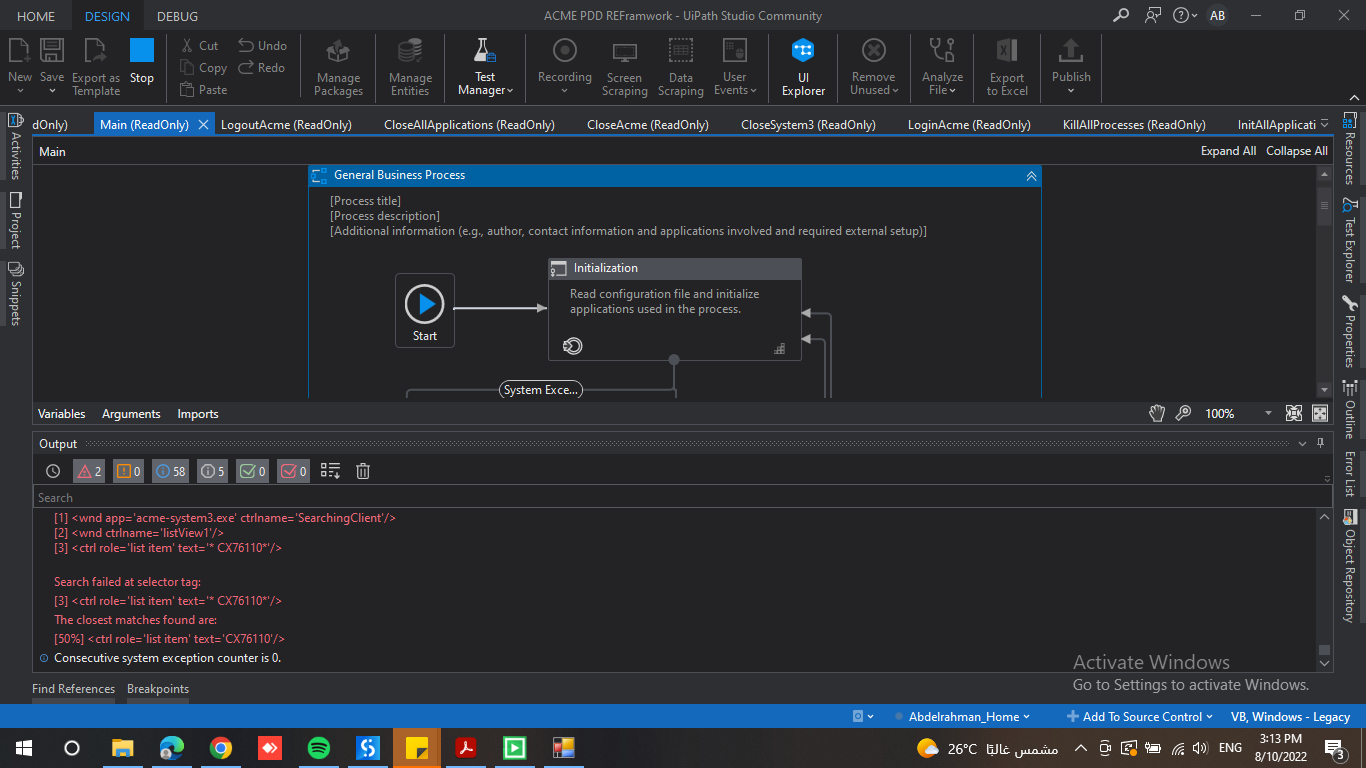 HOME DESIGN DEBUG ACME PDD REFramwork - UiPath Studio Community AB
New Save Export as Template Stop Cut Copy Paste Undo Redo Manage Packages Manage Entities Test Manager Recording Screen Scraping Data Scraping User Events UI Explorer Remove Unused Analyze File Export to Excel Publish
dOnly) Main (ReadOnly) LogoutAcme (ReadOnly) CloseAllApplications (ReadOnly) CloseAcme (ReadOnly) CloseSystem3 (ReadOnly) LoginAcme (ReadOnly) KillAllProcesses (ReadOnly) InitAllApplicati
Activities
Project
Snippets
Main Expand All Collapse All
General Business Process
[Process title]
[Process description]
[Additional information (e.g., author, contact information and applications involved and required external setup)]
Start
Initialization
Read configuration file and initialize
applications used in the process.
System Exce...
Resources
Test Explorer
Properties
Outline
Error List
Object Repository
Variables Arguments Imports 100%
Output
2 0 58 5 0 0
Search
[1] <wnd app='acme-system3.exe' ctrlname='SearchingClient'/>
[2] <wnd ctrlname='listView1'/>
[3] <ctrl role='list item' text='* CX76110*'/>
Search failed at selector tag:
[3] <ctrl role='list item' text='* CX76110*'/>
The closest matches found are:
[50%] <ctrl role='list item' text='CX76110'/>
Consecutive system exception counter is 0.
Activate Windows
Go to Settings to activate Windows.
Find References Breakpoints
Abdelrahman_Home Add To Source Control VB, Windows - Legacy
26°C مشمس غالبًا ENG 3:13 PM
8/10/2022 3